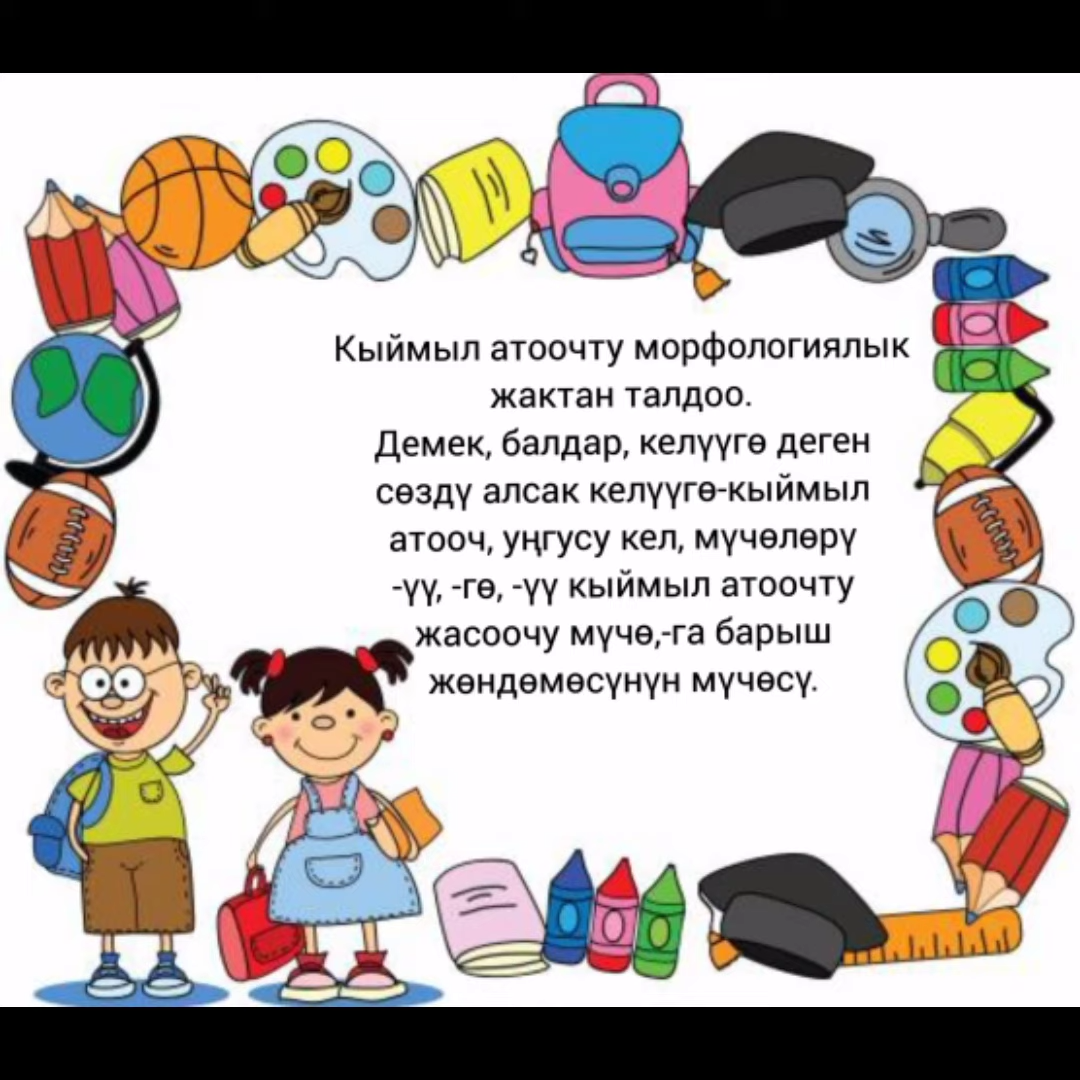 Кыймыл атоочту морфологиялык
жактан талдоо.
Демек, балдар, келүүгө деген
сөздү алсак келүүгө-кыймыл
атооч, уңгусу кел, мүчөлөрү
-үү, -гө, -үү кыймыл атоочту
жасоочу мүчө,-га барыш
жөндөмөсүнүн мүчөсү.